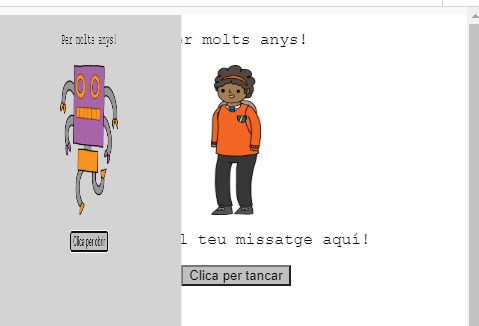 Per molts anys!
Clica per obrir
er molts anys!
l teu missatge aquí!
Clica per tancar